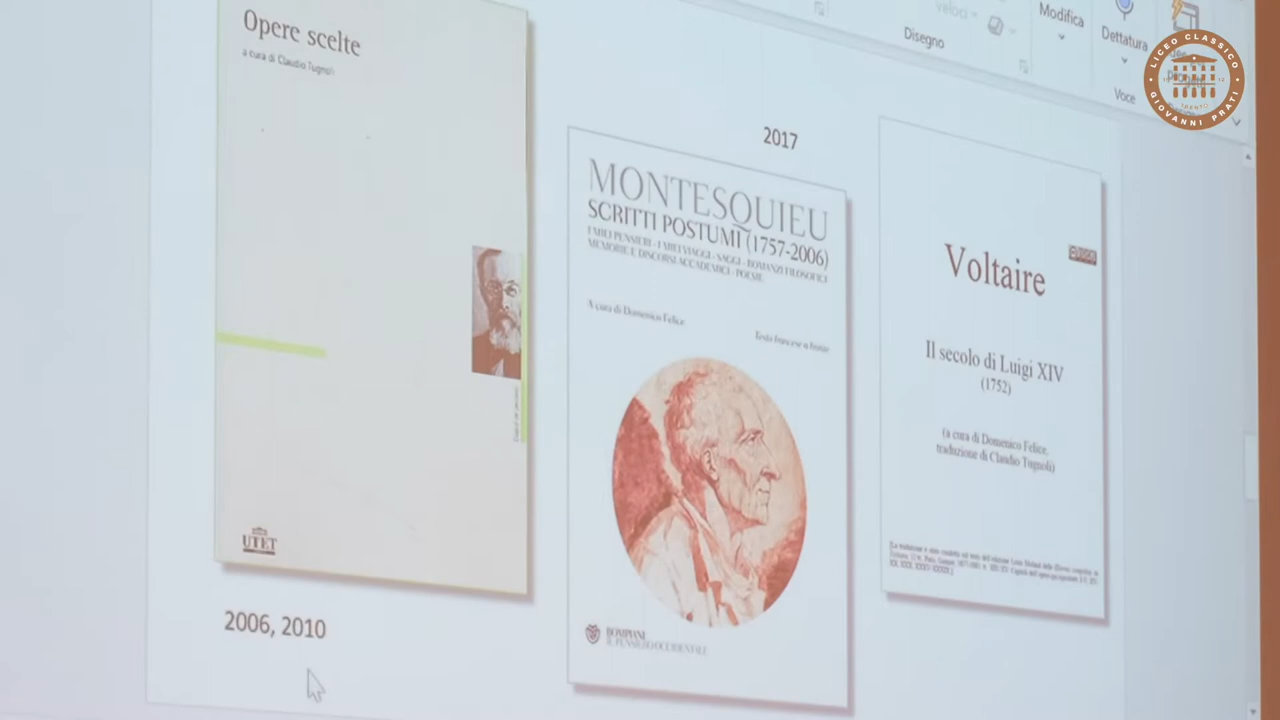 Opere scelte
a cura di Claudio Tugnoli
UTET
2006, 2010
2017
MONTESQUIEU
SCRITTI POSTUMI (1757-2006)
I MIEI PENSIERI - I MIEI VIAGGI - SAGGI - ROMANZI FILOSOFICI
MEMORIE E DISCORSI ACCADEMICI - POESIE
A cura di Domenico Felice
Testo francese a fronte
BOMPIANI
IL PENSIERO OCCIDENTALE
Voltaire
Il secolo di Luigi XIV
(1752)
(a cura di Domenico Felice,
traduzione di Claudio Tugnoli)
veloci
Disegno
Modifica
Dettatura
Voce
LICEO CLASSICO
GIOVANNI PRATI
TRENTO